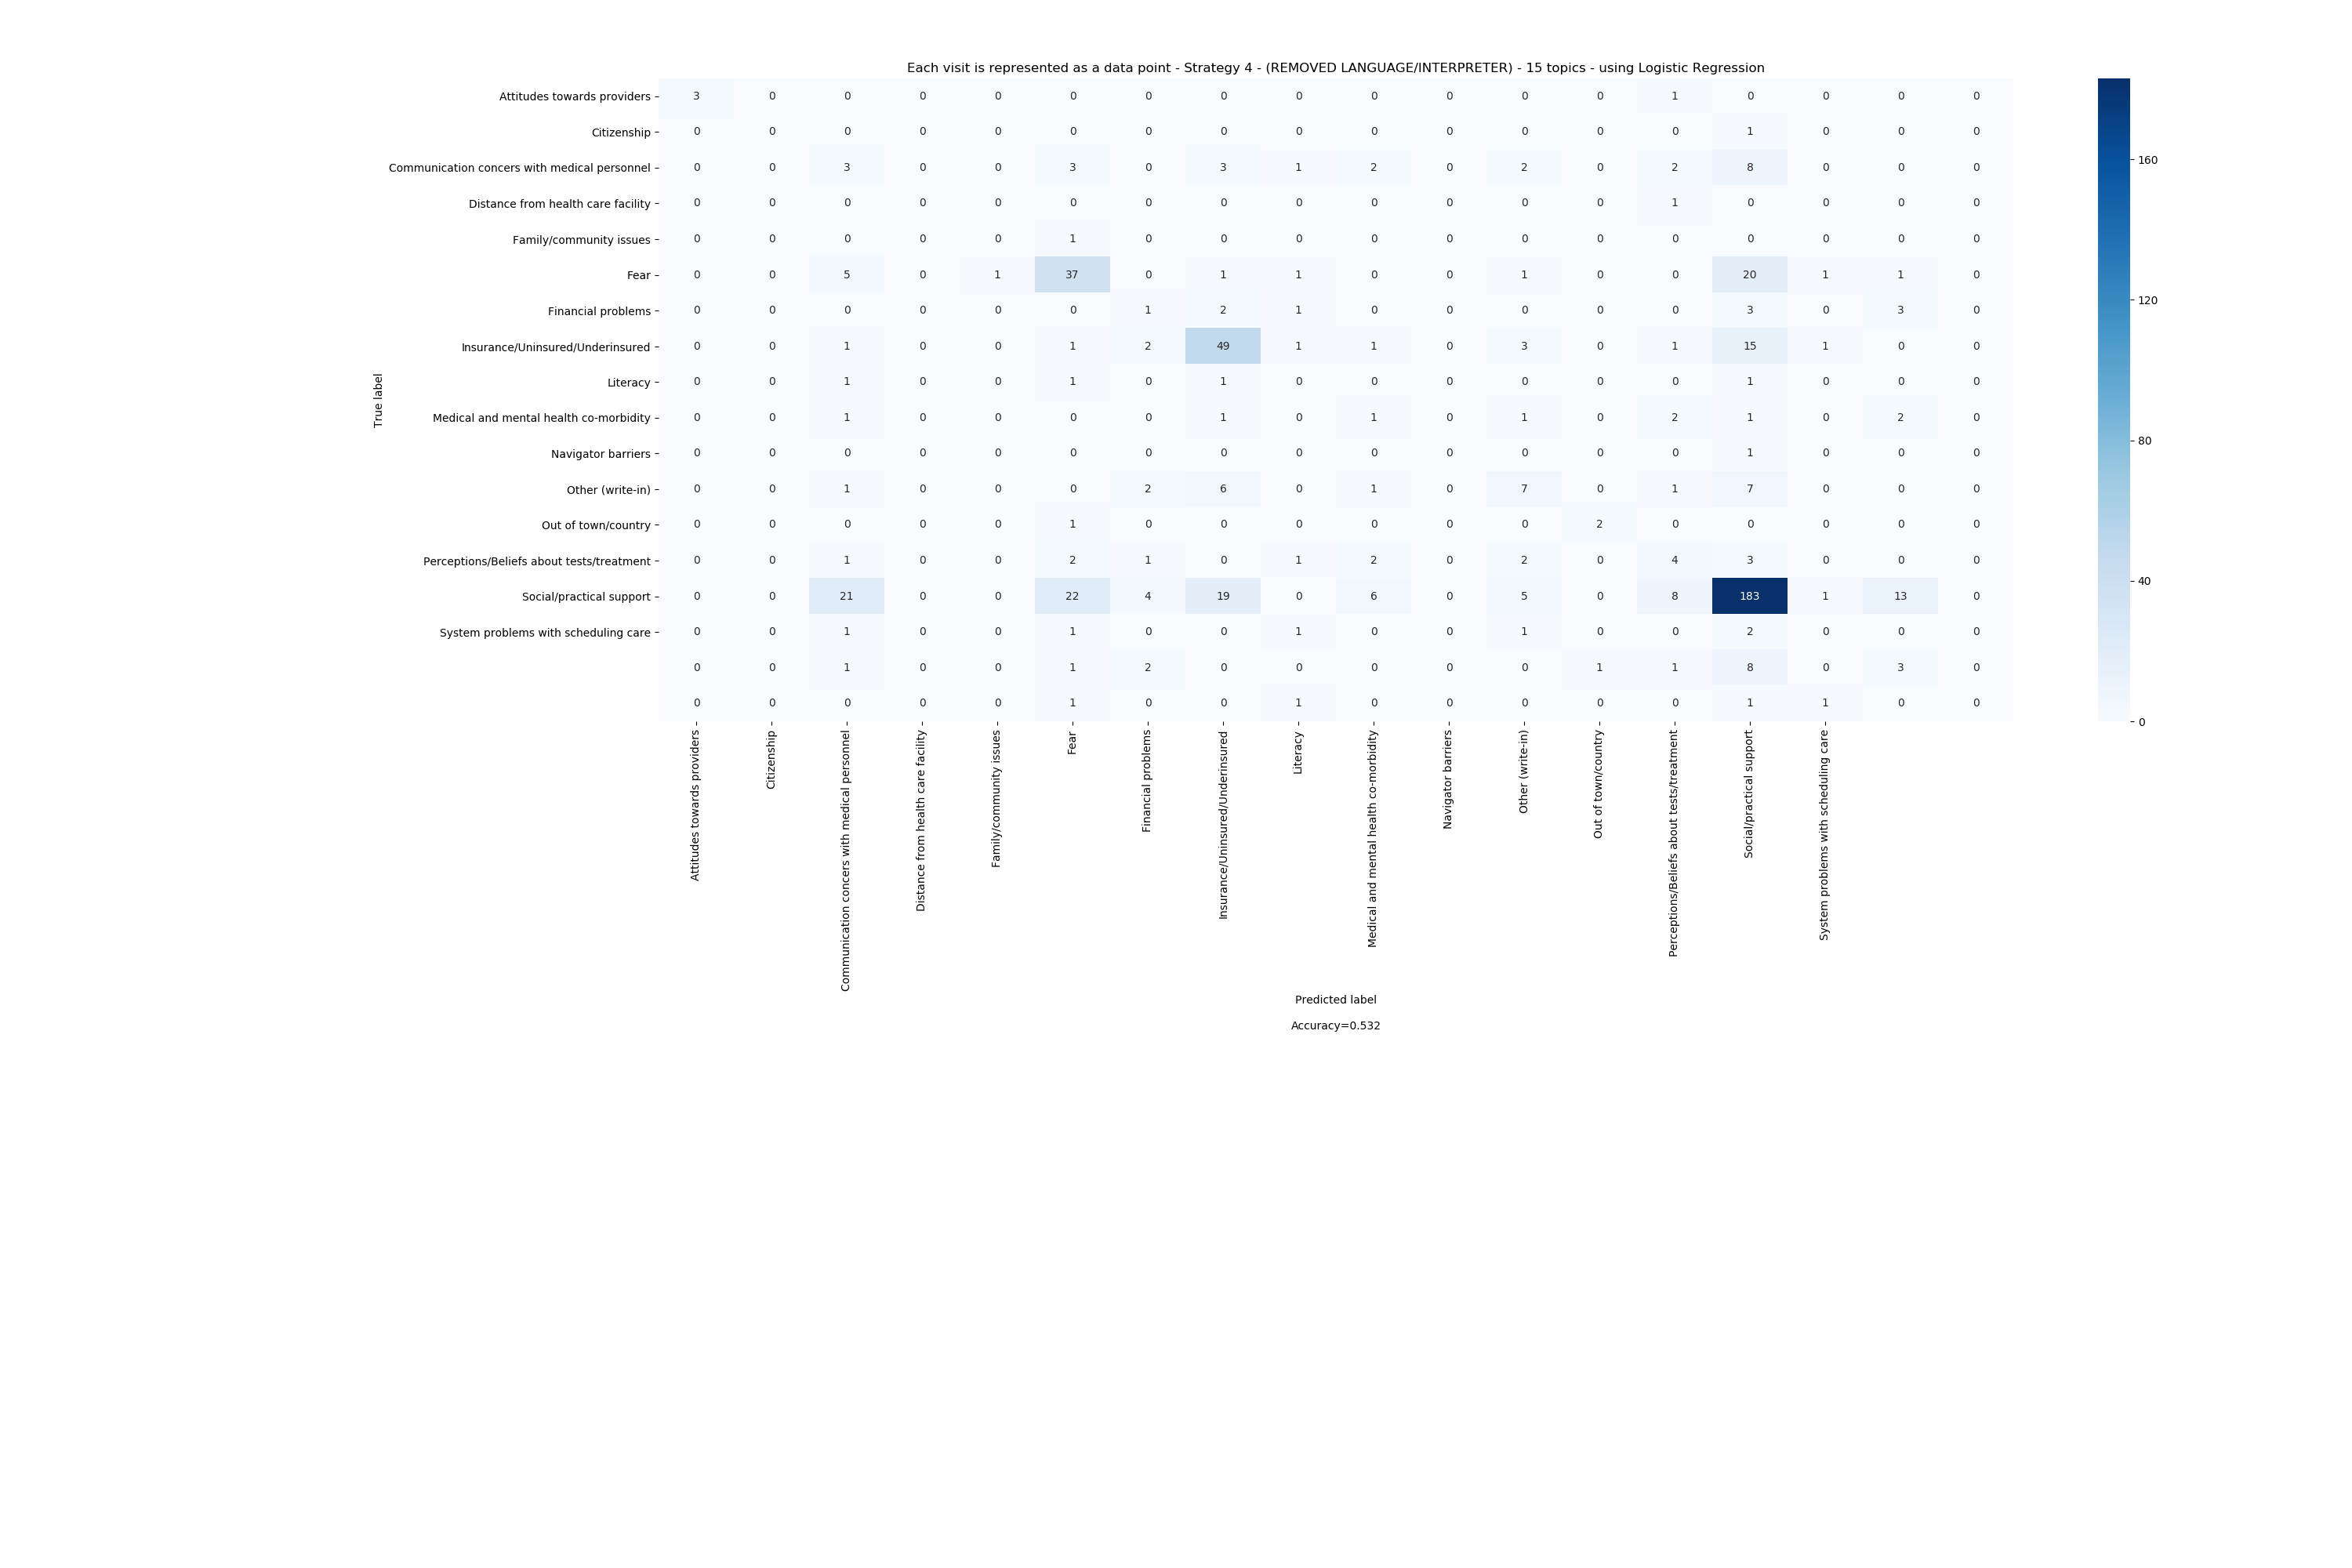 Each visit is represented as a data point - Strategy 4 - (REMOVED LANGUAGE/INTERPRETER) - 15 topics - using Logistic Regression
True label
Attitudes towards providers 3 0 0 0 0 0 0 0 0 0 0 0 0 1 0 0 0 0
Citizenship 0 0 0 0 0 0 0 0 0 0 0 0 0 0 1 0 0 0
Communication concers with medical personnel 0 0 3 0 0 3 0 3 1 2 0 2 0 2 8 0 0 0
Distance from health care facility 0 0 0 0 0 0 0 0 0 0 0 0 0 1 0 0 0 0
Family/community issues 0 0 0 0 0 1 0 0 0 0 0 0 0 0 0 0 0 0
Fear 0 0 5 0 1 37 0 1 1 0 0 1 0 0 20 1 1 0
Financial problems 0 0 0 0 0 0 1 2 1 0 0 0 0 0 3 0 3 0
Insurance/Uninsured/Underinsured 0 0 1 0 0 1 2 49 1 1 0 3 0 1 15 1 0 0
Literacy 0 0 1 0 0 1 0 1 0 0 0 0 0 0 1 0 0 0
Medical and mental health co-morbidity 0 0 1 0 0 0 0 1 0 1 0 1 0 2 1 0 2 0
Navigator barriers 0 0 0 0 0 0 0 0 0 0 0 0 0 0 1 0 0 0
Other (write-in) 0 0 1 0 0 0 2 6 0 1 0 7 0 1 7 0 0 0
Out of town/country 0 0 0 0 0 1 0 0 0 0 0 0 2 0 0 0 0 0
Perceptions/Beliefs about tests/treatment 0 0 1 0 0 2 1 0 1 2 0 2 0 4 3 0 0 0
Social/practical support 0 0 21 0 0 22 4 19 0 6 0 5 0 8 183 1 13 0
System problems with scheduling care 0 0 1 0 0 1 0 0 1 0 0 1 0 0 2 0 0 0
0 0 1 0 0 1 2 0 0 0 0 0 1 1 8 0 3 0
0 0 0 0 0 1 0 0 1 0 0 0 0 0 1 1 0 0
Attitudes towards providers
Citizenship
Communication concers with medical personnel
Distance from health care facility
Family/community issues
Fear
Financial problems
Insurance/Uninsured/Underinsured
Literacy
Medical and mental health co-morbidity
Navigator barriers
Other (write-in)
Out of town/country
Perceptions/Beliefs about tests/treatment
Social/practical support
System problems with scheduling care
Predicted label
Accuracy=0.532
160
120
80
40
0